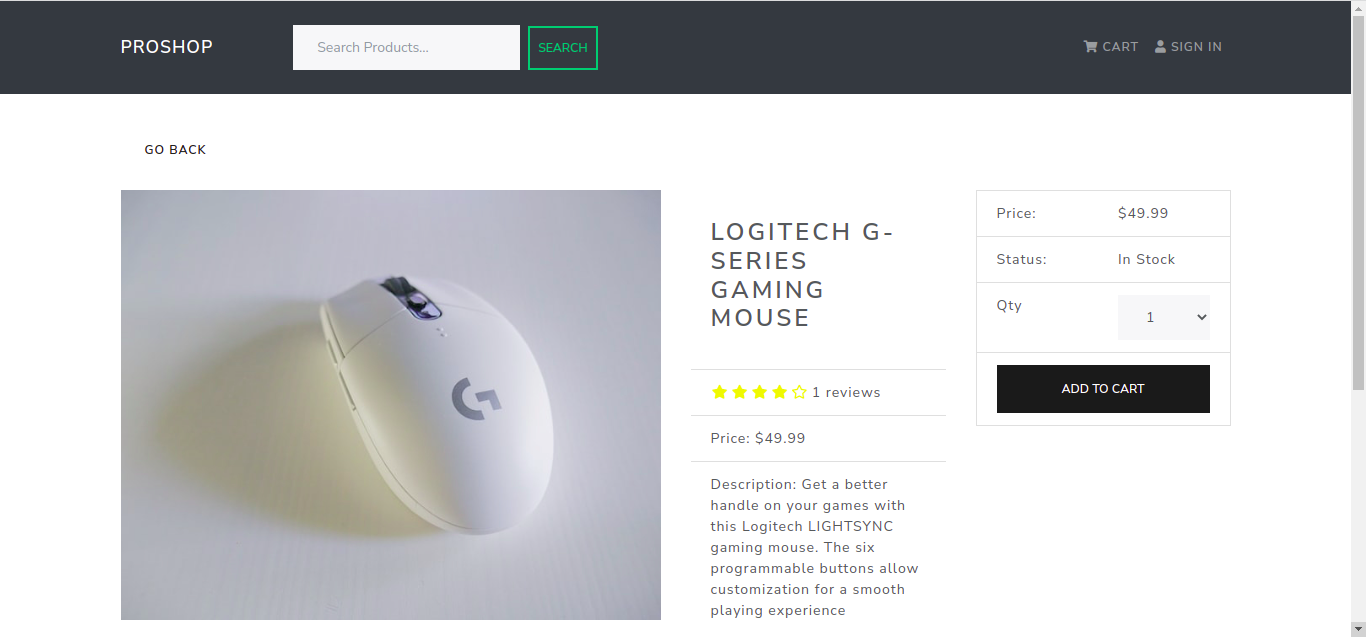 PROSHOP
Search Products...
SEARCH
CART
SIGN IN
GO BACK
LOGITECH G-
SERIES
GAMING
MOUSE
1 reviews
Price: $49.99
Description: Get a better
handle on your games with
this Logitech LIGHTSYNC
gaming mouse. The six
programmable buttons allow
customization for a smooth
playing experience
Price: $49.99
Status: In Stock
Qty 1
ADD TO CART
G